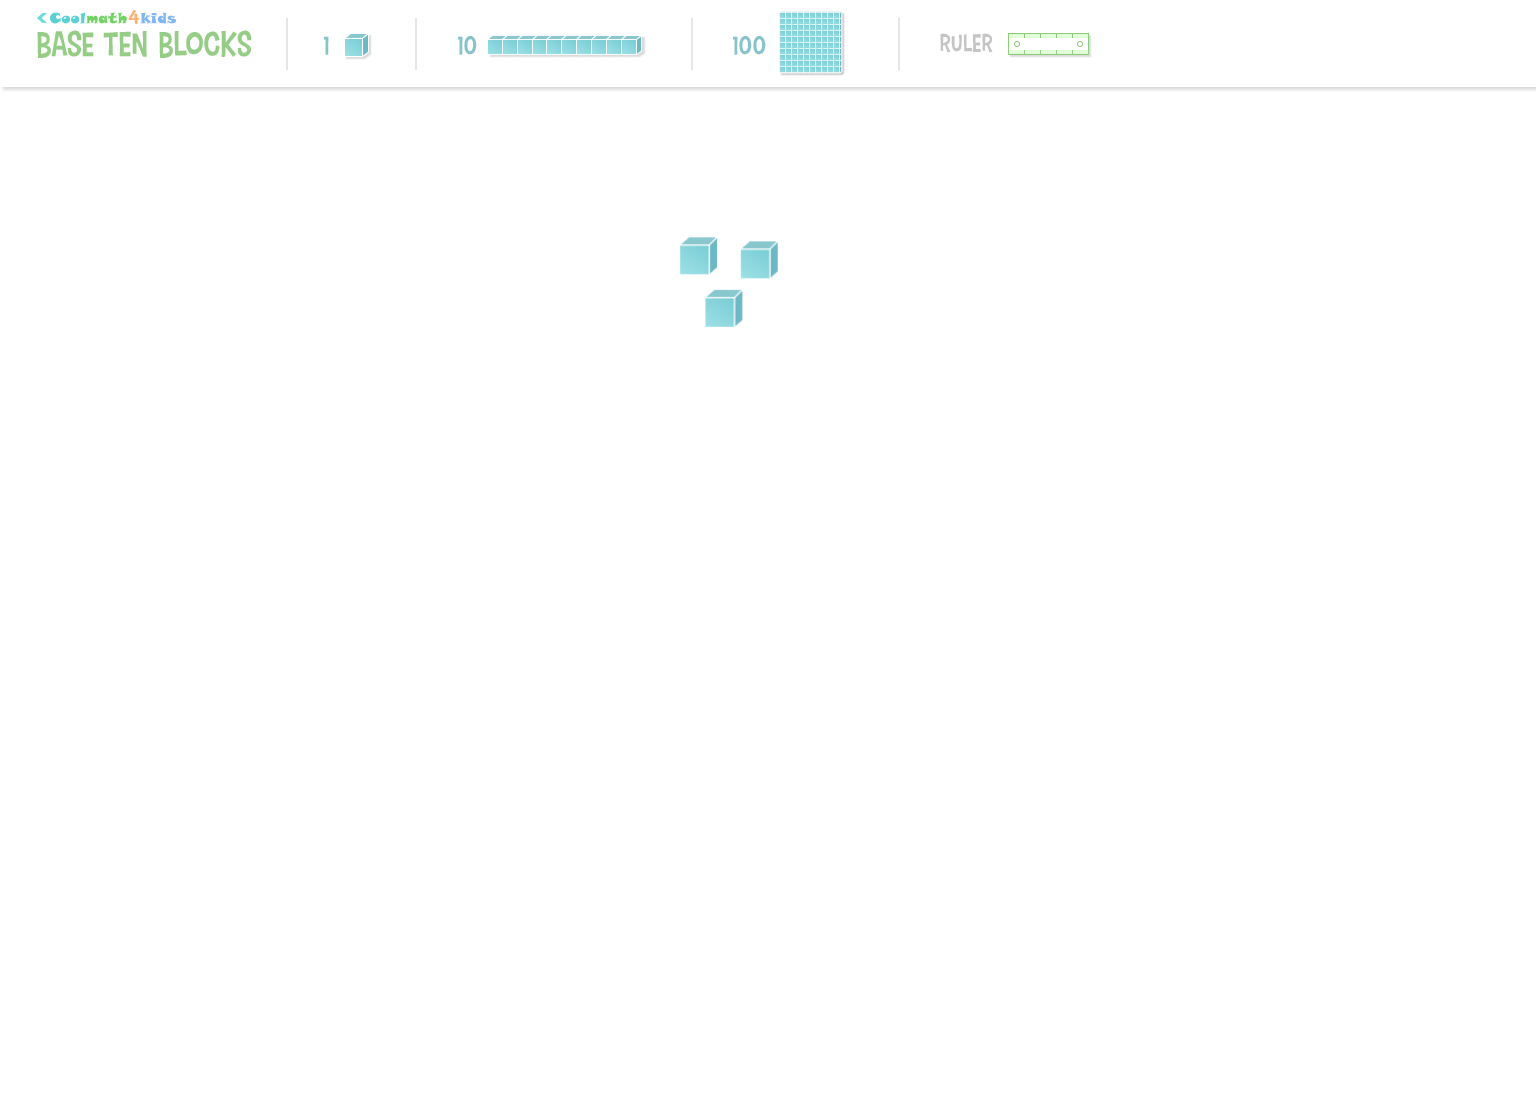 <Coolmath4kids
BASE TEN BLOCKS
1
10
100
RULER